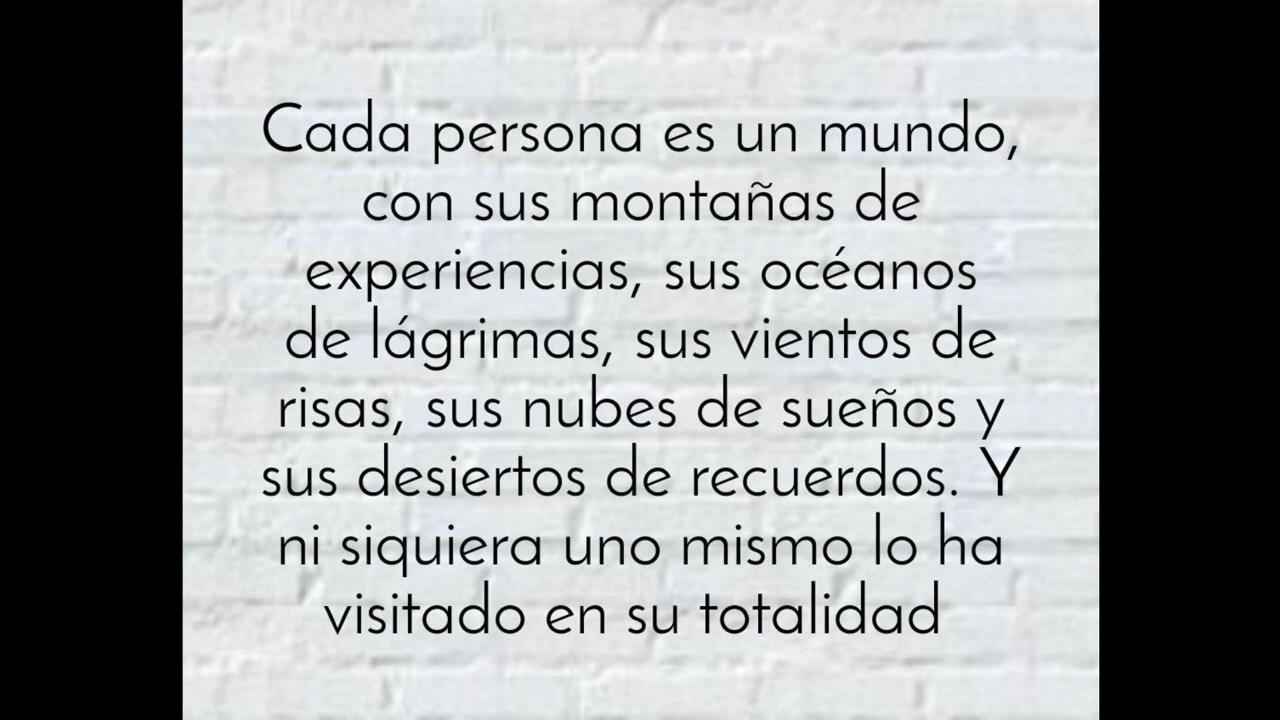 Cada persona es un mundo,
con sus montañas de
experiencias, sus océanos
de lágrimas, sus vientos de
risas, sus nubes de sueños y
sus desiertos de recuerdos. Y
ni siquiera uno mismo lo ha
visitado en su totalidad